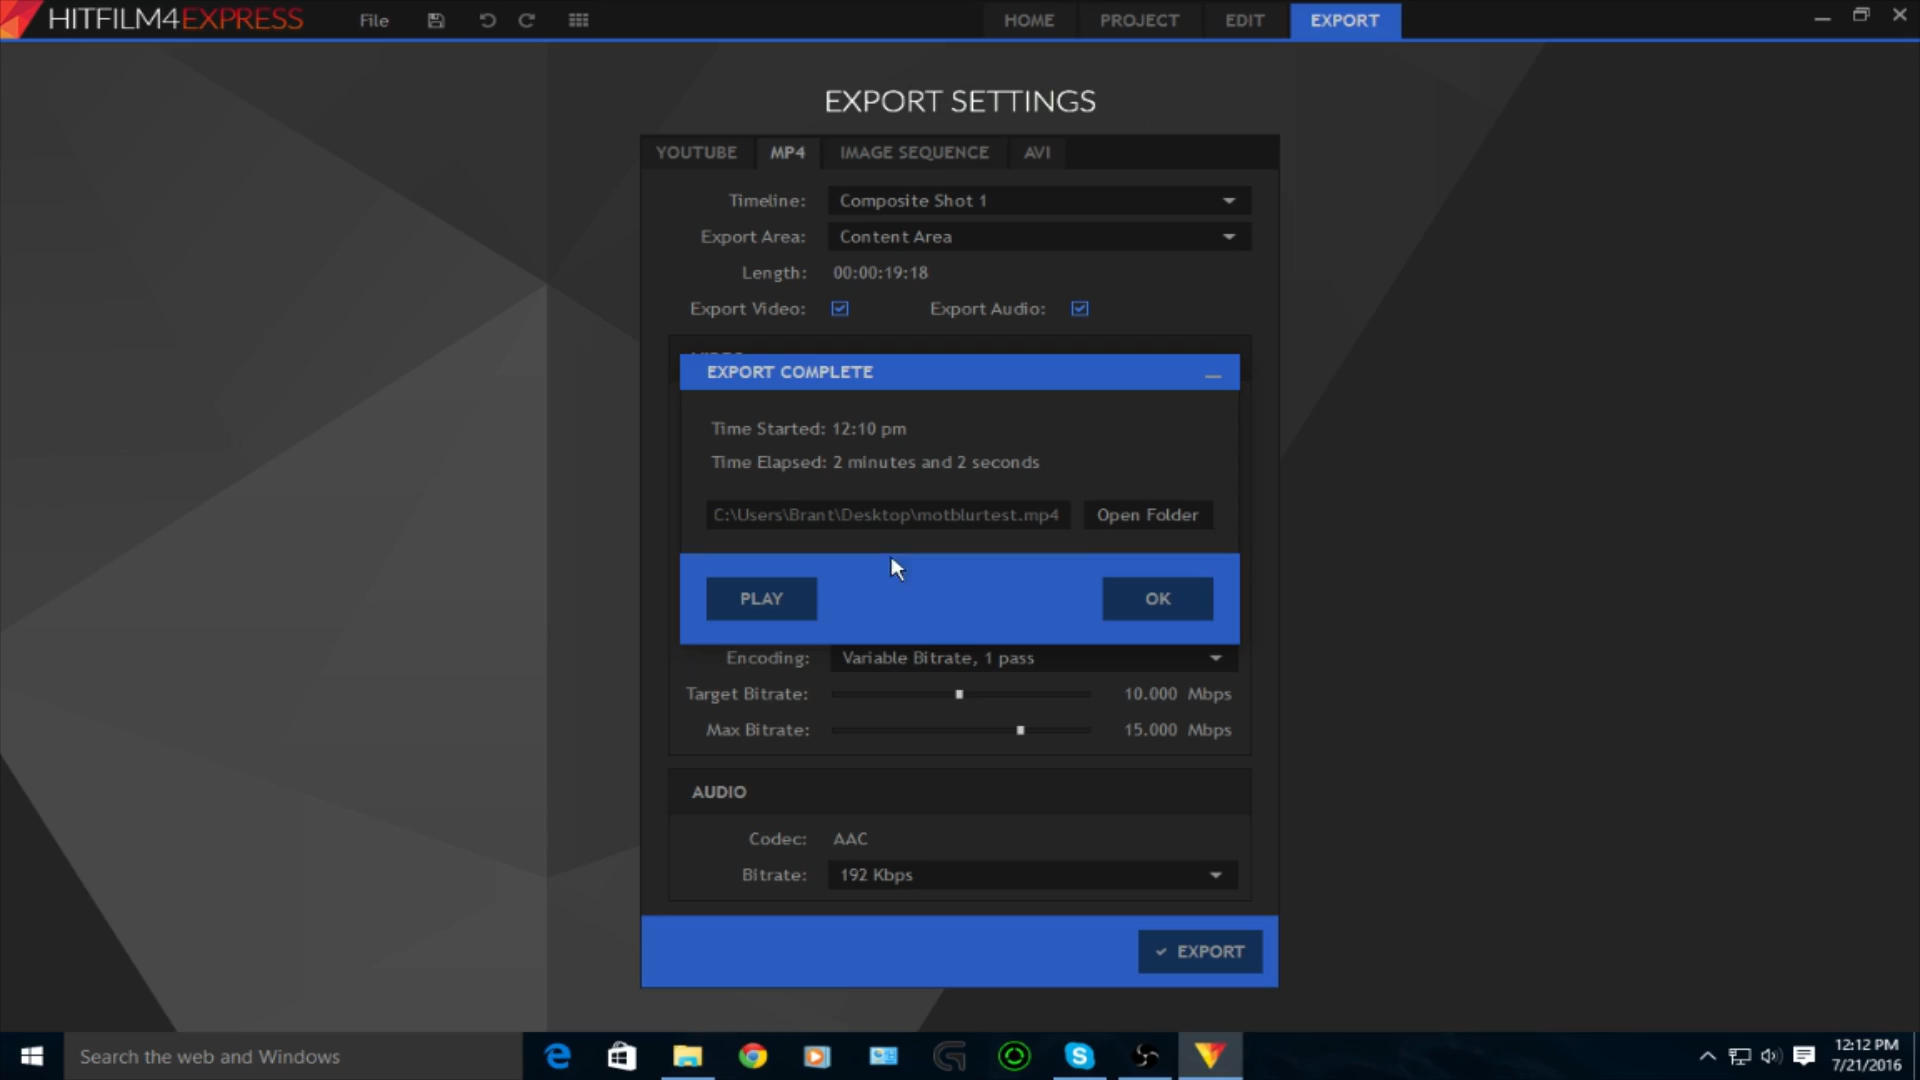 HITFILM4EXPRESS File HOME PROJECT EDIT EXPORT
EXPORT SETTINGS
YOUTUBE MP4 IMAGE SEQUENCE AVI
Timeline: Composite Shot 1
Export Area: Content Area
Length: 00:00:19:18
Export Video: Export Audio:
EXPORT COMPLETE
Time Started: 12:10 pm
Time Elapsed: 2 minutes and 2 seconds
C:\Users\Brant\Desktop\motblurtest.mp4 Open Folder
PLAY OK
Encoding: Variable Bitrate, 1 pass
Target Bitrate: 10.000 Mbps
Max Bitrate: 15.000 Mbps
AUDIO
Codec: AAC
Bitrate: 192 Kbps
EXPORT
Search the web and Windows
12:12 PM
7/21/2016